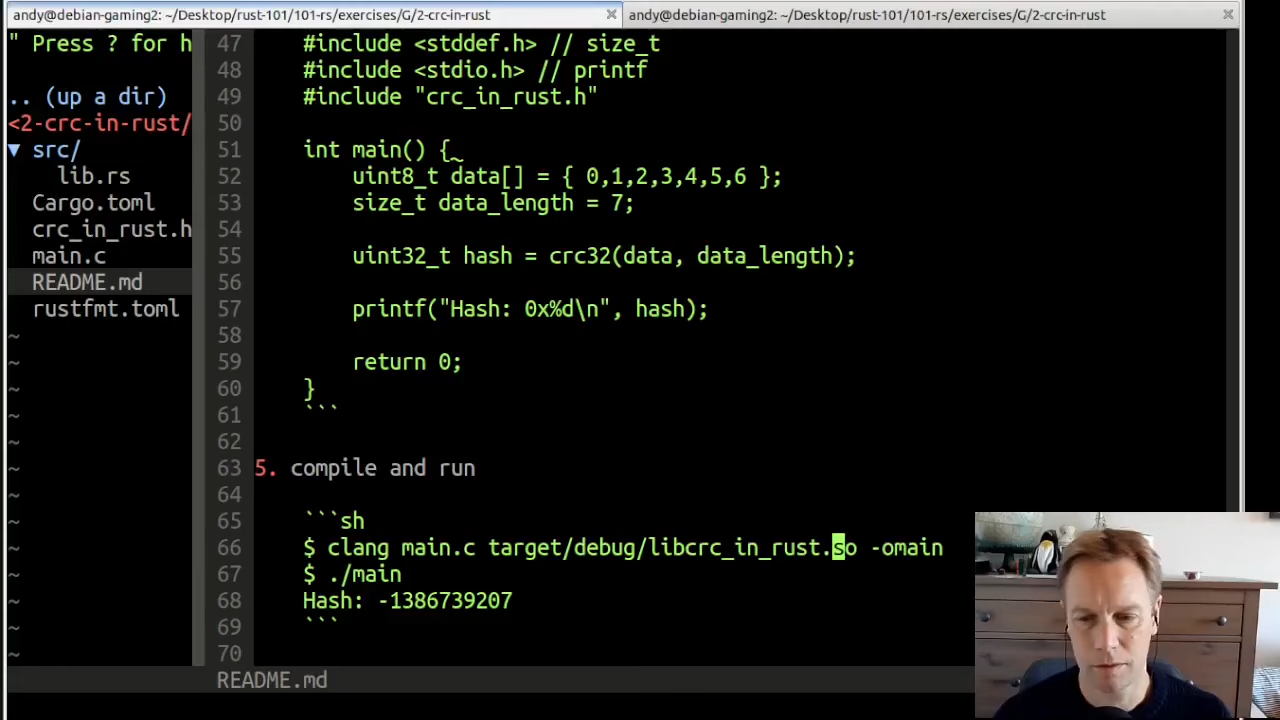 andy@debian-gaming2: ~/Desktop/rust-101/101-rs/exercises/G/2-crc-in-rust
andy@debian-gaming2: ~/Desktop/rust-101/101-rs/exercises/G/2-crc-in-rust
" Press ? for h
.. (up a dir)
<2-crc-in-rust/
▼ src/
lib.rs
Cargo.toml
crc_in_rust.h
main.c
README.md
rustfmt.toml
~
~
~
~
~
~
~
~
~
~
~
~
~
47 #include <stddef.h> // size_t
48 #include <stdio.h> // printf
49 #include "crc_in_rust.h"
50
51 int main() {
52 uint8_t data[] = { 0,1,2,3,4,5,6 };
53 size_t data_length = 7;
54
55 uint32_t hash = crc32(data, data_length);
56
57 printf("Hash: 0x%d\n", hash);
58
59 return 0;
60 }
61 ```
62
63 5. compile and run
64
65 ```sh
66 $ clang main.c target/debug/libcrc_in_rust.so -omain
67 $ ./main
68 Hash: -1386739207
69 ```
70
README.md